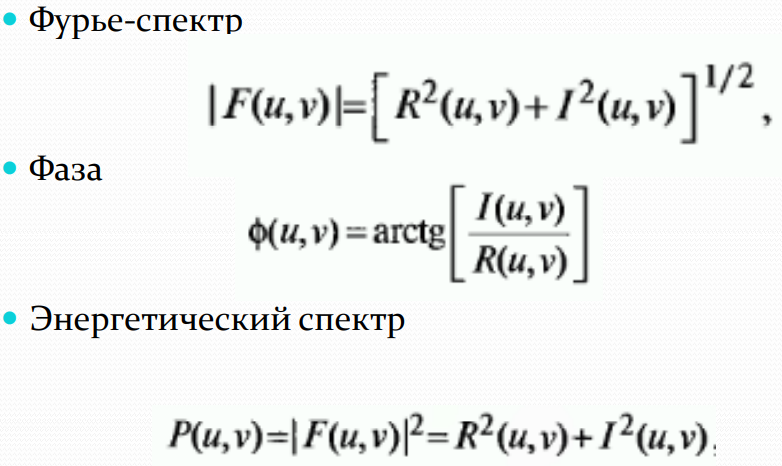 • Фурье-спектр
|F(u,v)|=[R²(u,v)+I²(u,v)]^1/2,
• Фаза
ϕ(u,v)=arctg[I(u,v)/R(u,v)]
• Энергетический спектр
P(u,v)=|F(u,v)|²=R²(u,v)+I²(u,v).